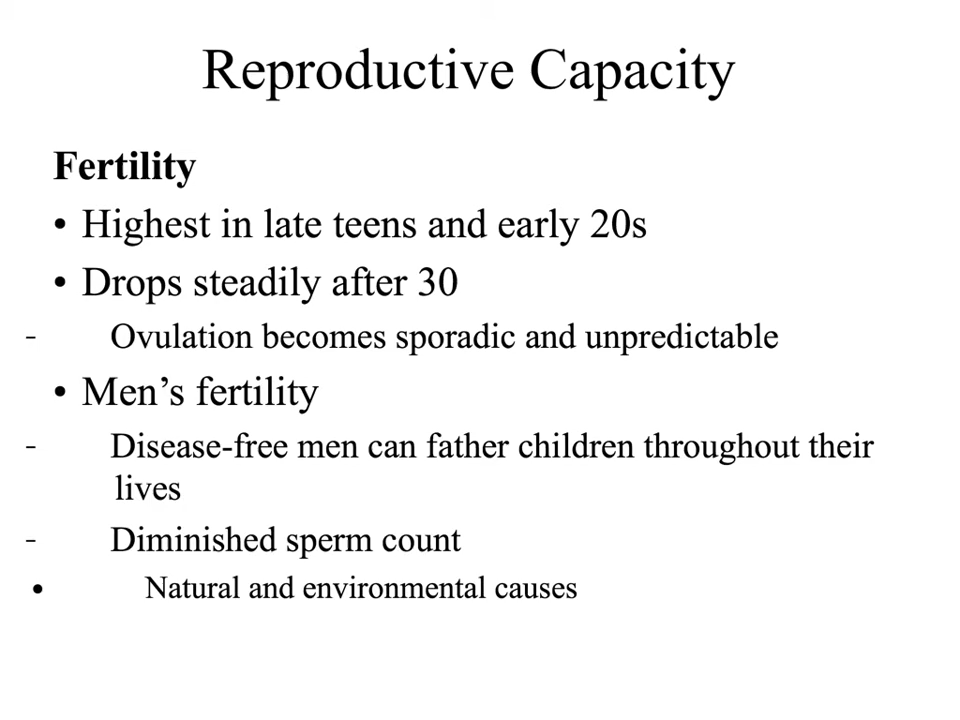 Reproductive Capacity
Fertility
• Highest in late teens and early 20s
• Drops steadily after 30
- Ovulation becomes sporadic and unpredictable
• Men’s fertility
- Disease-free men can father children throughout their
lives
- Diminished sperm count
• Natural and environmental causes